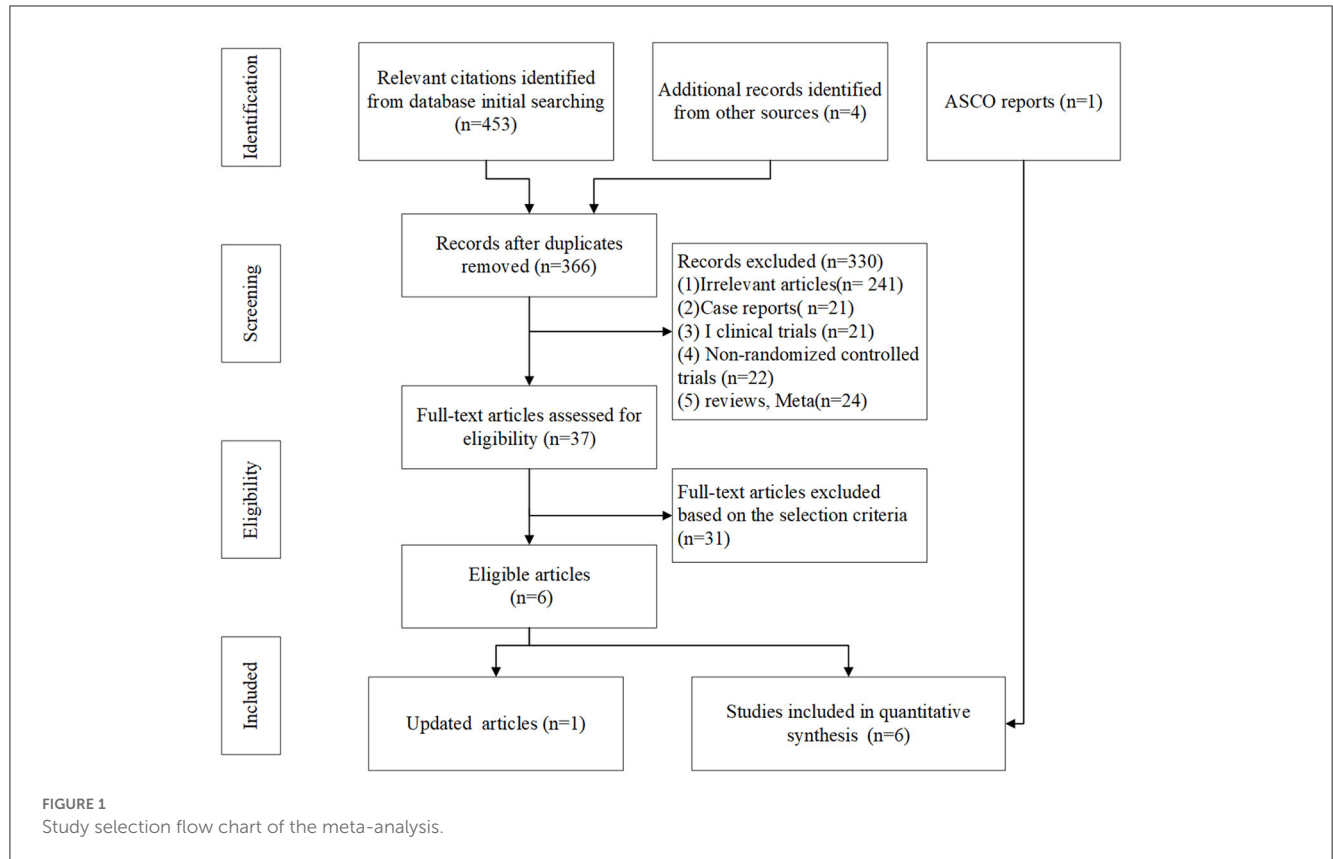 Identification
Relevant citations identified
from database initial searching
(n=453)
Additional records identified
from other sources (n=4)
ASCO reports (n=1)
Screening
Records after duplicates
removed (n=366)
Records excluded (n=330)
(1)Irrelevant articles(n= 241)
(2)Case reports( n=21)
(3) I clinical trials (n=21)
(4) Non-randomized controlled
trials (n=22)
(5) reviews, Meta(n=24)
Full-text articles assessed for
eligibility (n=37)
Eligibility
Full-text articles excluded
based on the selection criteria
(n=31)
Eligible articles
(n=6)
Included
Updated articles (n=1)
Studies included in quantitative
synthesis (n=6)
FIGURE 1
Study selection flow chart of the meta-analysis.